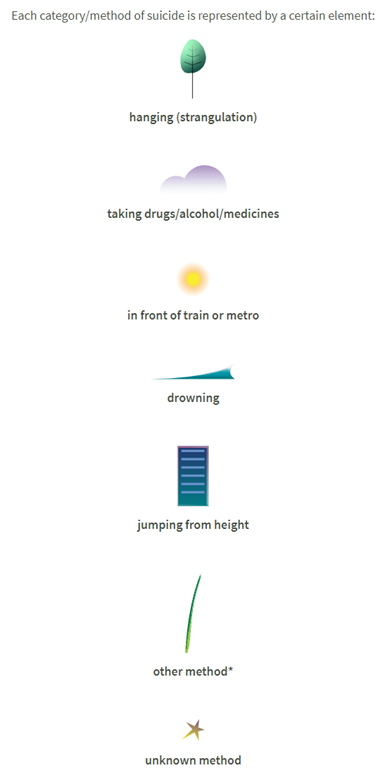 Each category/method of suicide is represented by a certain element:
hanging (strangulation)
taking drugs/alcohol/medicines
in front of train or metro
drowning
jumping from height
other method*
unknown method